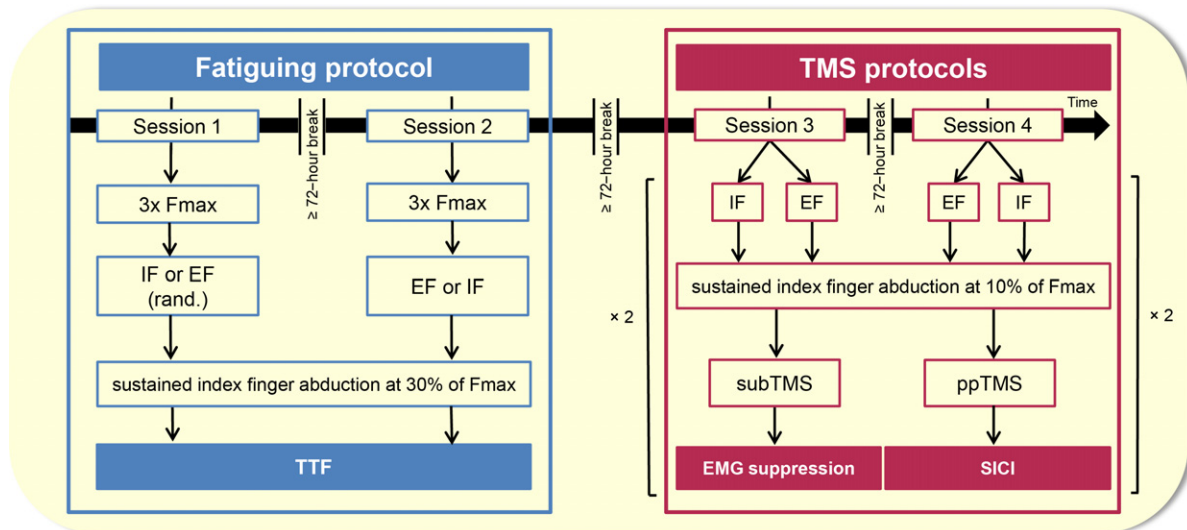 Fatiguing protocol
TMS protocols
Time
Session 1
≥ 72–hour break
Session 2
≥ 72–hour break
Session 3
≥ 72–hour break
Session 4
3x Fmax
3x Fmax
IF
EF
EF
IF
IF or EF
(rand.)
EF or IF
sustained index finger abduction at 10% of Fmax
× 2
× 2
sustained index finger abduction at 30% of Fmax
subTMS
ppTMS
TTF
EMG suppression
SICI